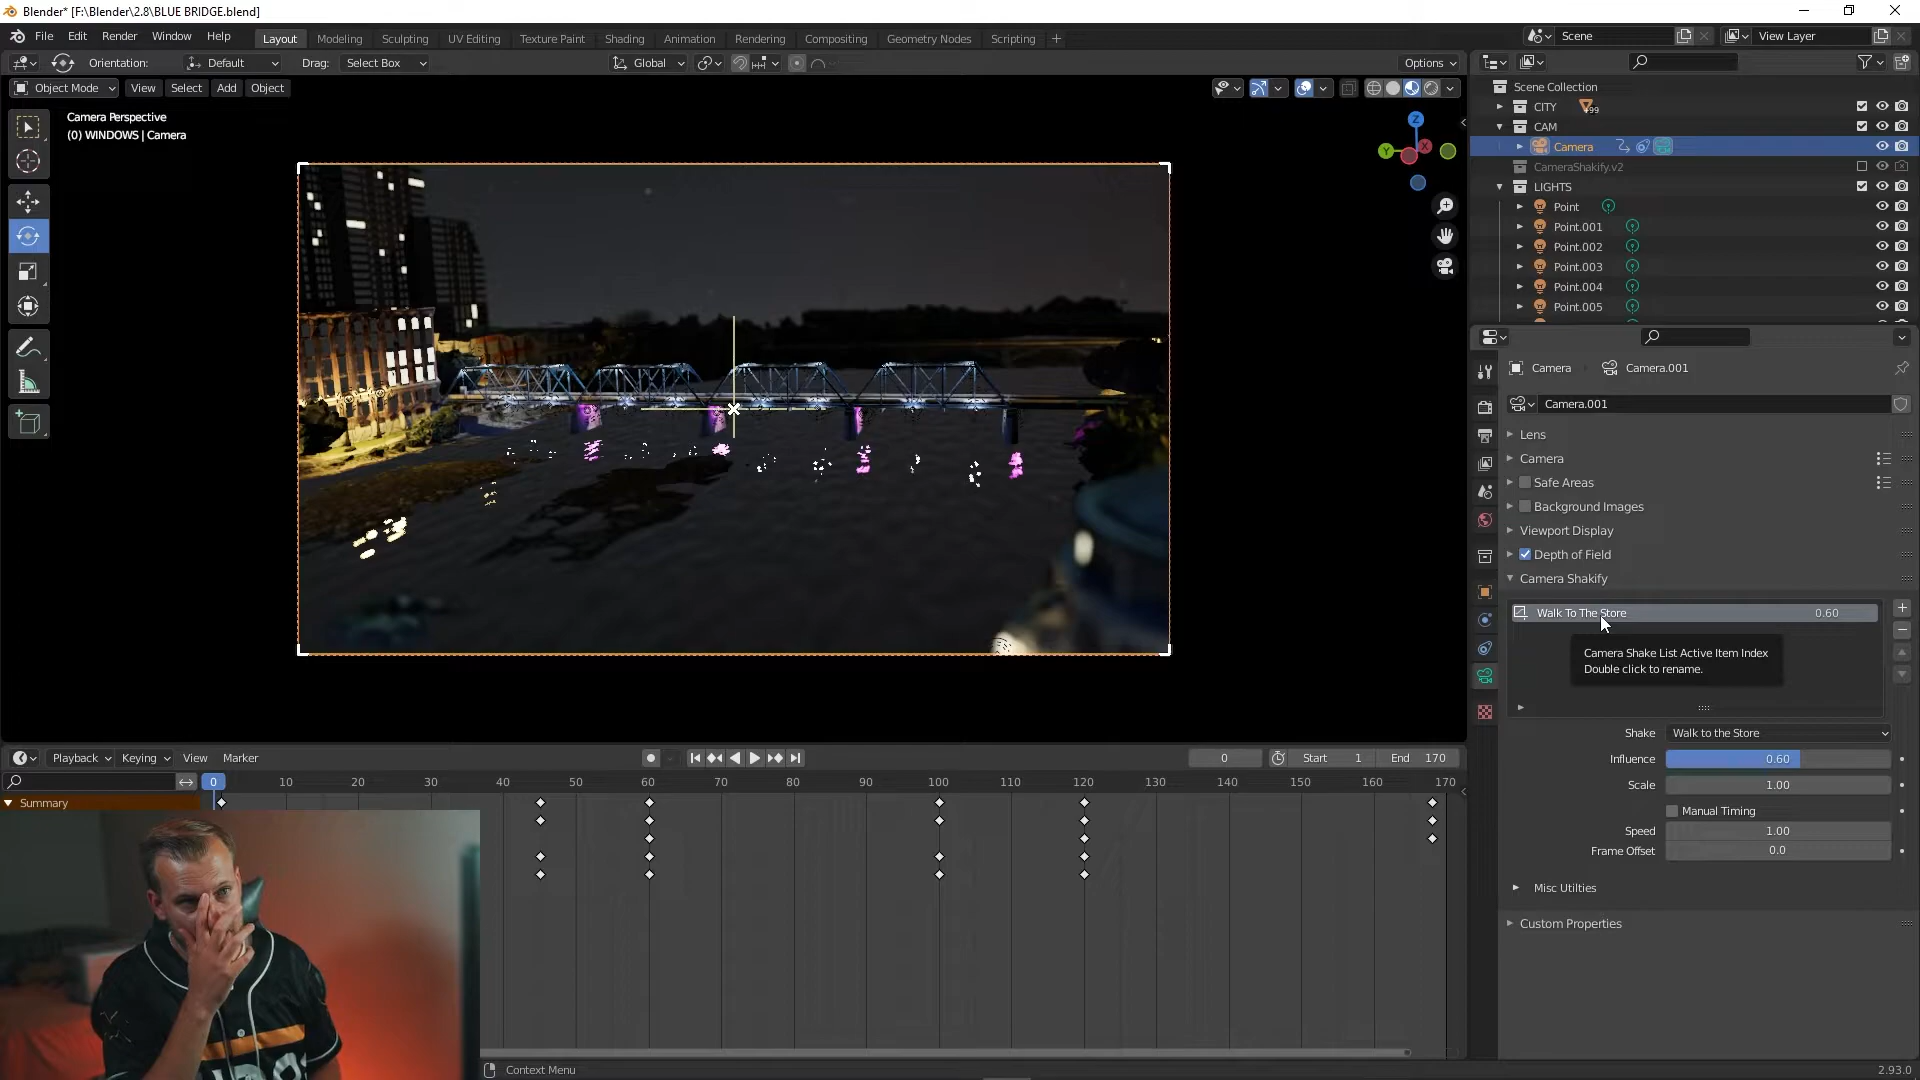 Blender* [F:\Blender\2.8\BLUE BRIDGE.blend]
File Edit Render Window Help
Layout Modeling Sculpting UV Editing Texture Paint Shading Animation Rendering Compositing Geometry Nodes Scripting +
Scene
View Layer
Orientation: Default Drag: Select Box
Global
Options
Object Mode View Select Add Object
Camera Perspective
(0) WINDOWS | Camera
Z
Y
X
Scene Collection
CITY 99
CAM
Camera
CameraShakify.v2
LIGHTS
Point
Point.001
Point.002
Point.003
Point.004
Point.005
Camera Camera.001
Camera.001
Lens
Camera
Safe Areas
Background Images
Viewport Display
Depth of Field
Camera Shakify
Walk To The Store 0.60
Camera Shake List Active Item Index
Double click to rename.
Shake Walk to the Store
Influence 0.60
Scale 1.00
Manual Timing
Speed 1.00
Frame Offset 0.0
Misc Utilties
Custom Properties
Playback Keying View Marker
0 Start 1 End 170
0 10 20 30 40 50 60 70 80 90 100 110 120 130 140 150 160 170
Summary
Context Menu
2.93.0